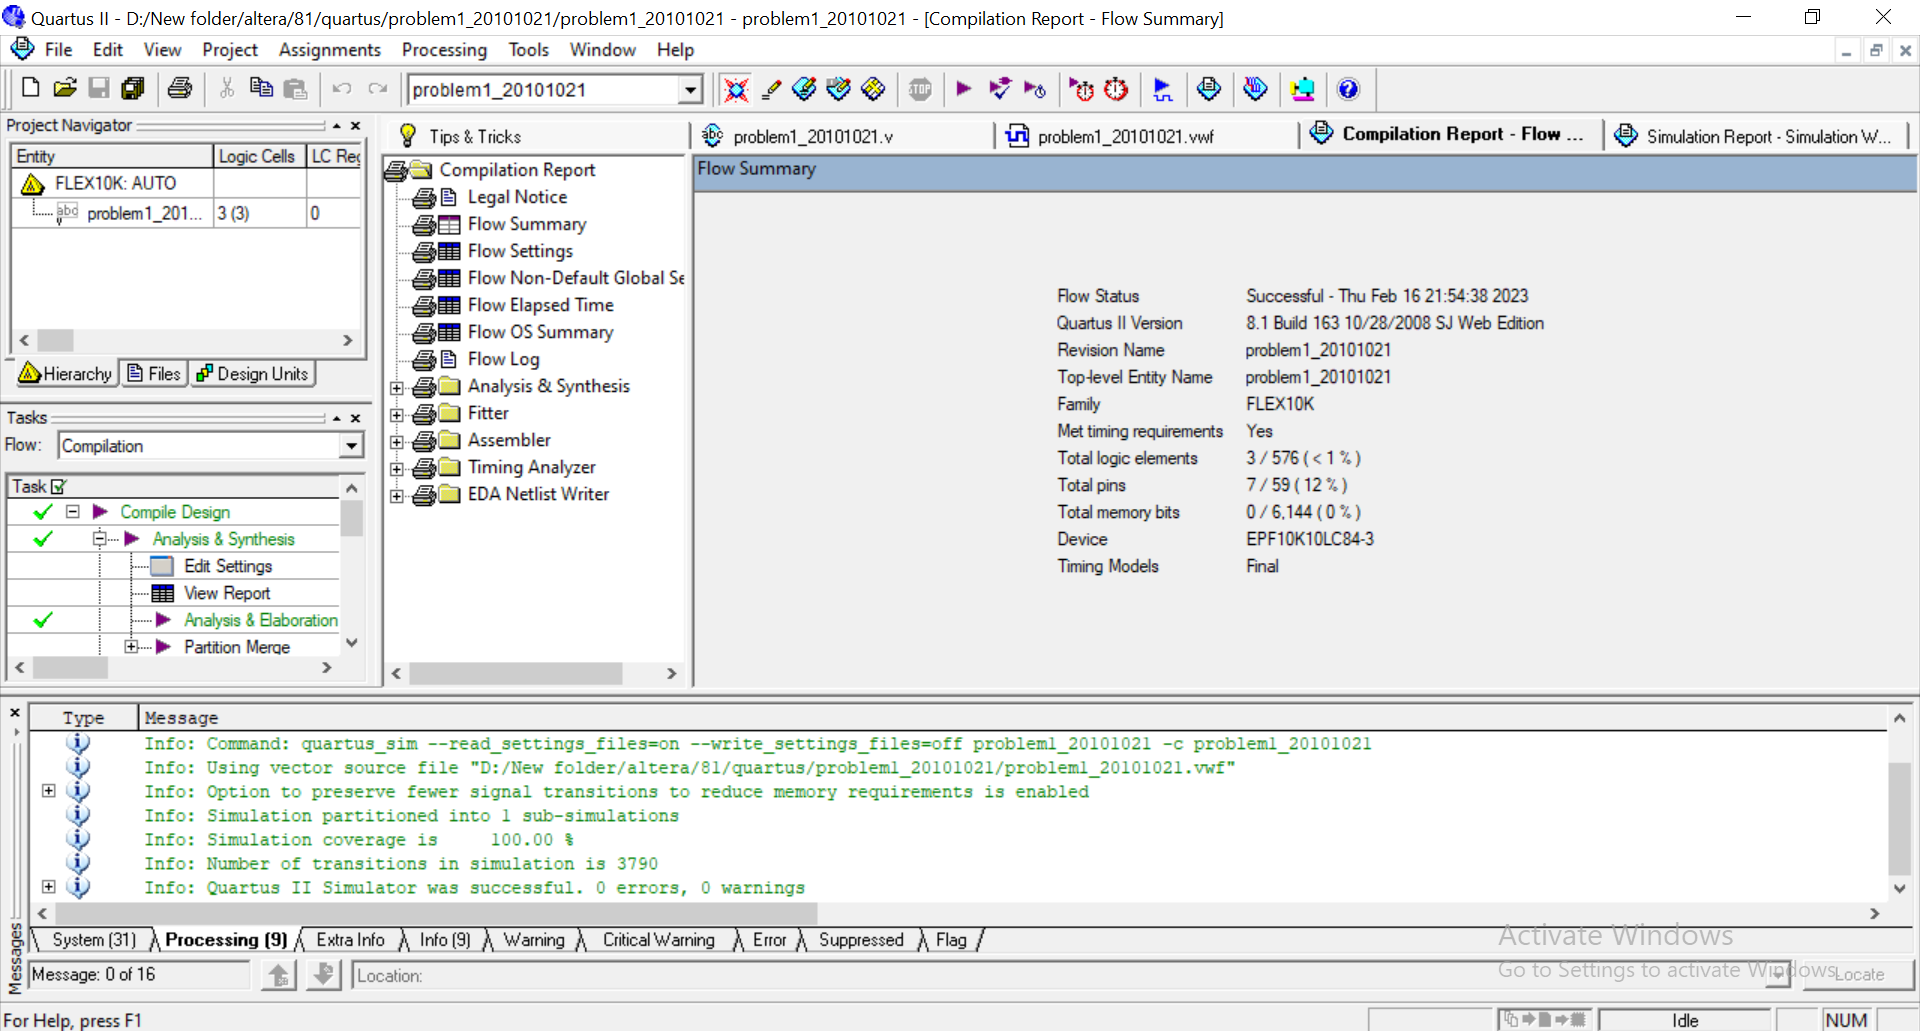 Quartus II - D:/New folder/altera/81/quartus/problem1_20101021/problem1_20101021 - problem1_20101021 - [Compilation Report - Flow Summary]
File Edit View Project Assignments Processing Tools Window Help
problem1_20101021
STOP
Project Navigator
Entity Logic Cells LC Reg
FLEX10K: AUTO
abd problem1_201... 3 (3) 0
Hierarchy Files Design Units
Tasks
Flow: Compilation
Task
Compile Design
Analysis & Synthesis
Edit Settings
View Report
Analysis & Elaboration
Partition Merge
Tips & Tricks
abc problem1_20101021.v
problem1_20101021.vwf
Compilation Report - Flow ...
Simulation Report - Simulation W...
Compilation Report
Legal Notice
Flow Summary
Flow Settings
Flow Non-Default Global Se
Flow Elapsed Time
Flow OS Summary
Flow Log
Analysis & Synthesis
Fitter
Assembler
Timing Analyzer
EDA Netlist Writer
Flow Summary
Flow Status Successful - Thu Feb 16 21:54:38 2023
Quartus II Version 8.1 Build 163 10/28/2008 SJ Web Edition
Revision Name problem1_20101021
Top-level Entity Name problem1_20101021
Family FLEX10K
Met timing requirements Yes
Total logic elements 3 / 576 ( < 1 % )
Total pins 7 / 59 ( 12 % )
Total memory bits 0 / 6,144 ( 0 % )
Device EPF10K10LC84-3
Timing Models Final
Type Message
Info: Command: quartus_sim --read_settings_files=on --write_settings_files=off problem1_20101021 -c problem1_20101021
Info: Using vector source file "D:/New folder/altera/81/quartus/problem1_20101021/problem1_20101021.vwf"
Info: Option to preserve fewer signal transitions to reduce memory requirements is enabled
Info: Simulation partitioned into 1 sub-simulations
Info: Simulation coverage is 100.00 %
Info: Number of transitions in simulation is 3790
Info: Quartus II Simulator was successful. 0 errors, 0 warnings
System (31) Processing (9) Extra Info Info (9) Warning Critical Warning Error Suppressed Flag
Messages
Message: 0 of 16
Location:
Locate
Activate Windows
Go to Settings to activate Windows.
For Help, press F1
Idle
NUM